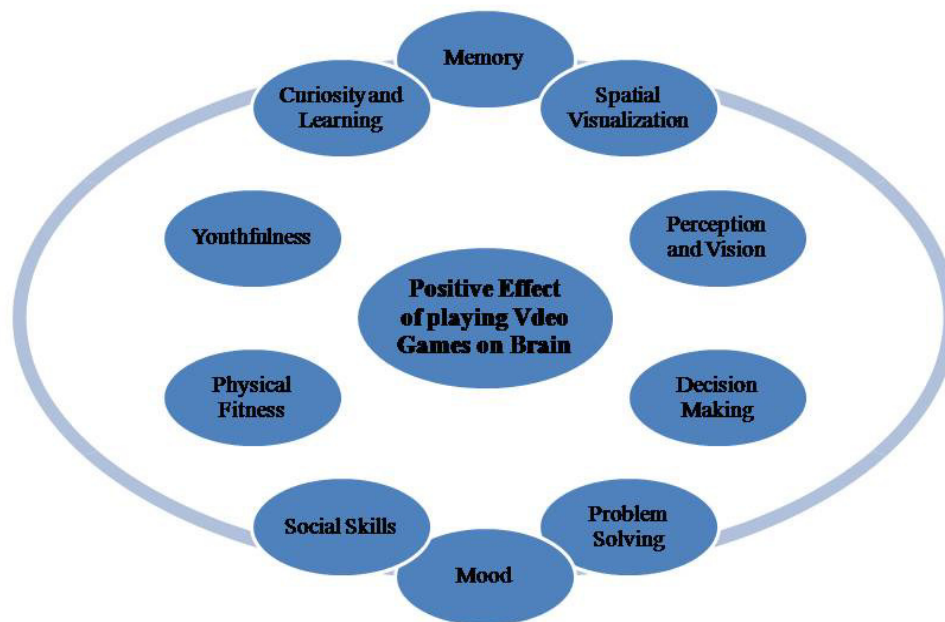 Memory
Curiosity and
Learning
Spatial
Visualization
Youthfulness
Perception
and Vision
Positive Effect
of playing Vdeo
Games on Brain
Physical
Fitness
Decision
Making
Social Skills
Problem
Solving
Mood